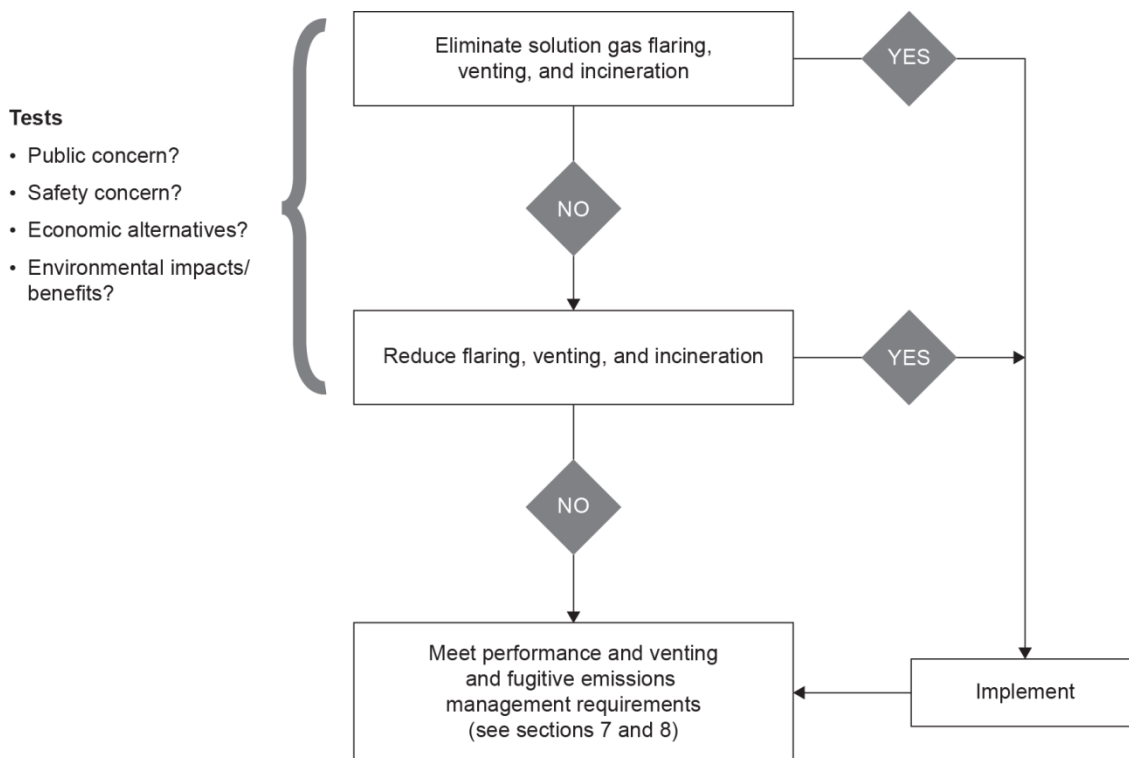 Eliminate solution gas flaring,
venting, and incineration
YES
Tests
• Public concern?
• Safety concern?
• Economic alternatives?
• Environmental impacts/
benefits?
NO
Reduce flaring, venting, and incineration
YES
NO
Meet performance and venting
and fugitive emissions
management requirements
(see sections 7 and 8)
Implement